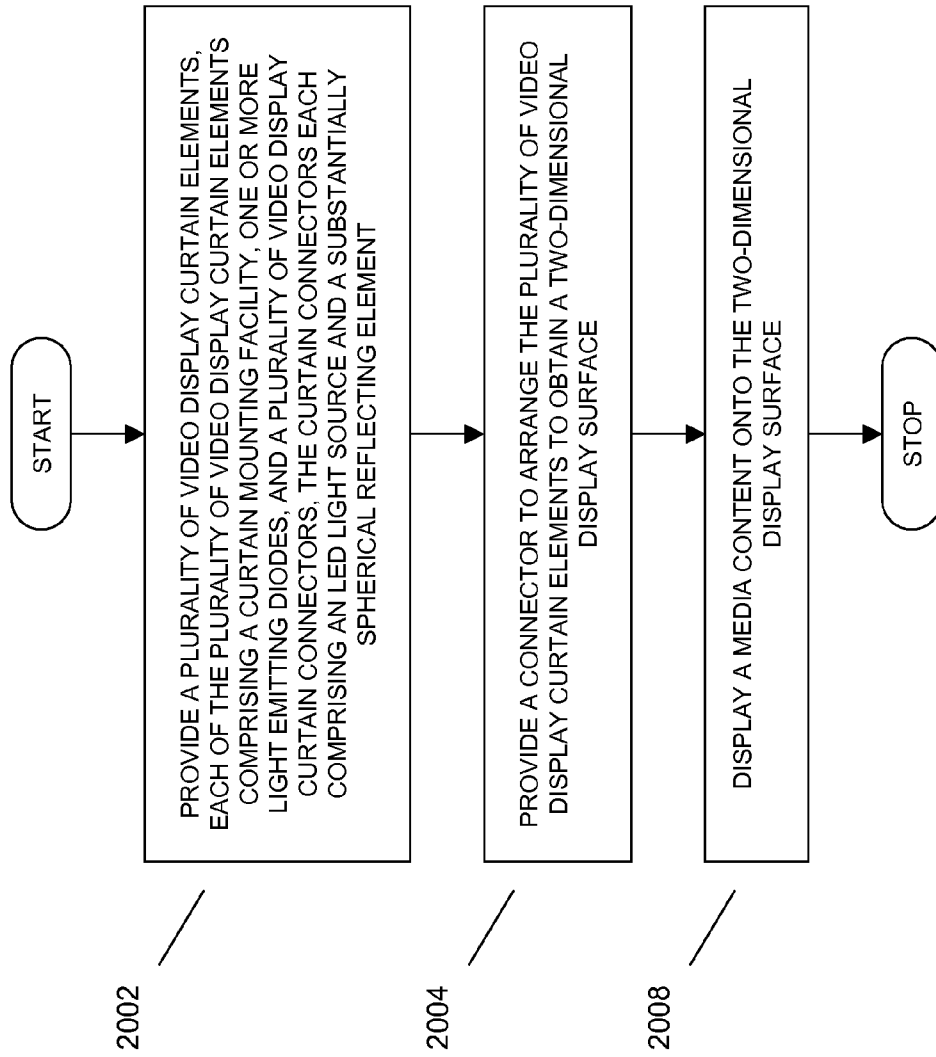 START
2002
PROVIDE A PLURALITY OF VIDEO DISPLAY CURTAIN ELEMENTS,
EACH OF THE PLURALITY OF VIDEO DISPLAY CURTAIN ELEMENTS
COMPRISING A CURTAIN MOUNTING FACILITY, ONE OR MORE
LIGHT EMITTING DIODES, AND A PLURALITY OF VIDEO DISPLAY
CURTAIN CONNECTORS, THE CURTAIN CONNECTORS EACH
COMPRISING AN LED LIGHT SOURCE AND A SUBSTANTIALLY
SPHERICAL REFLECTING ELEMENT
2004
PROVIDE A CONNECTOR TO ARRANGE THE PLURALITY OF VIDEO
DISPLAY CURTAIN ELEMENTS TO OBTAIN A TWO-DIMENSIONAL
DISPLAY SURFACE
2008
DISPLAY A MEDIA CONTENT ONTO THE TWO-DIMENSIONAL
DISPLAY SURFACE
STOP